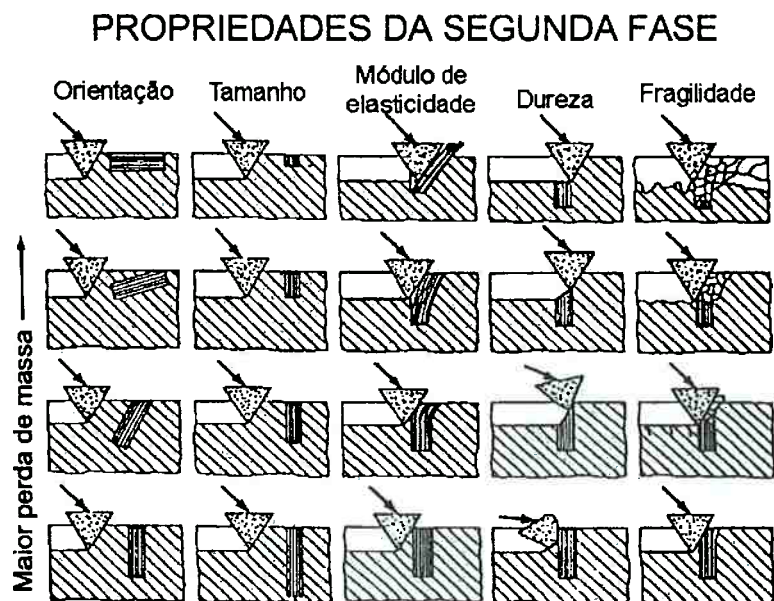 PROPRIEDADES DA SEGUNDA FASE
Orientação
Tamanho
Módulo de
elasticidade
Dureza
Fragilidade
Maior perda de massa